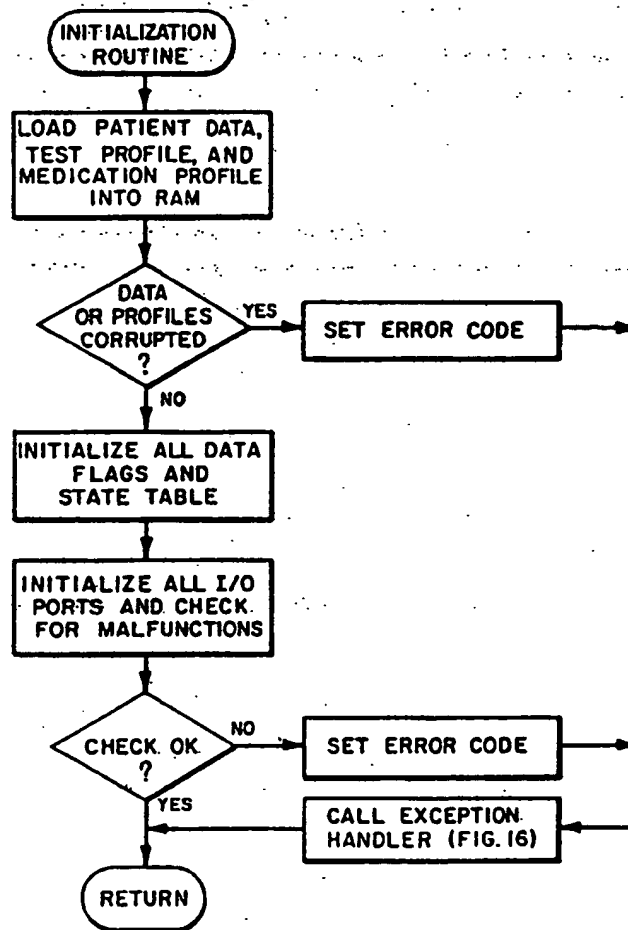 INITIALIZATION
ROUTINE
LOAD PATIENT DATA,
TEST PROFILE, AND
MEDICATION PROFILE
INTO RAM
DATA
OR PROFILES
CORRUPTED
?
YES
SET ERROR CODE
NO
INITIALIZE ALL DATA
FLAGS AND
STATE TABLE
INITIALIZE ALL I/O
PORTS AND CHECK
FOR MALFUNCTIONS
CHECK OK
?
NO
SET ERROR CODE
YES
CALL EXCEPTION
HANDLER (FIG. 16)
RETURN